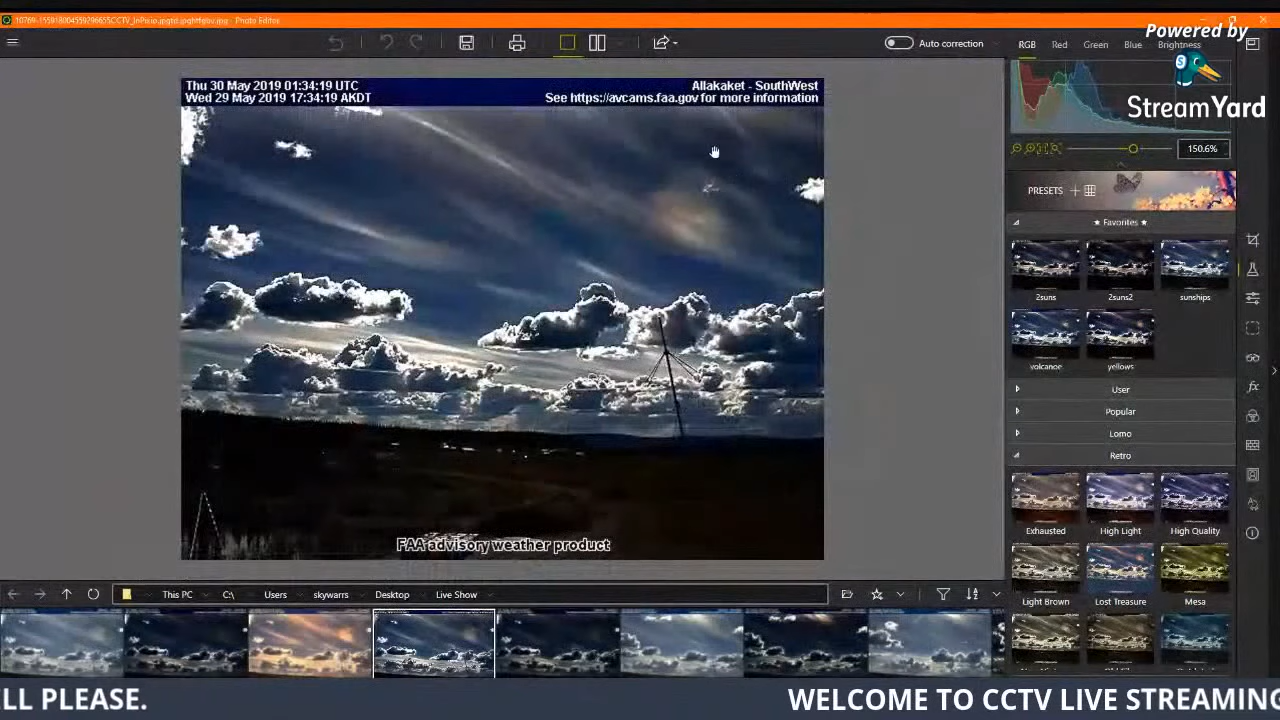 - Photo Editor
Powered by
StreamYard
Auto correction
RGB
Red
Green
Blue
Brightness
Thu 30 May 2019 01:34:19 UTC
Wed 29 May 2019 17:34:19 AKDT
Allakaket - SouthWest
See https://avcams.faa.gov for more information
150.6%
PRESETS
★ Favorites ★
2suns
2suns2
sunships
volcano
yellows
User
Popular
Lomo
Retro
Exhausted
High Light
High Quality
Light Brown
Lost Treasure
Mesa
FAA advisory weather product
This PC
C:\
Users
skywarrs
Desktop
Live Show
LL PLEASE.
WELCOME TO CCTV LIVE STREAMING